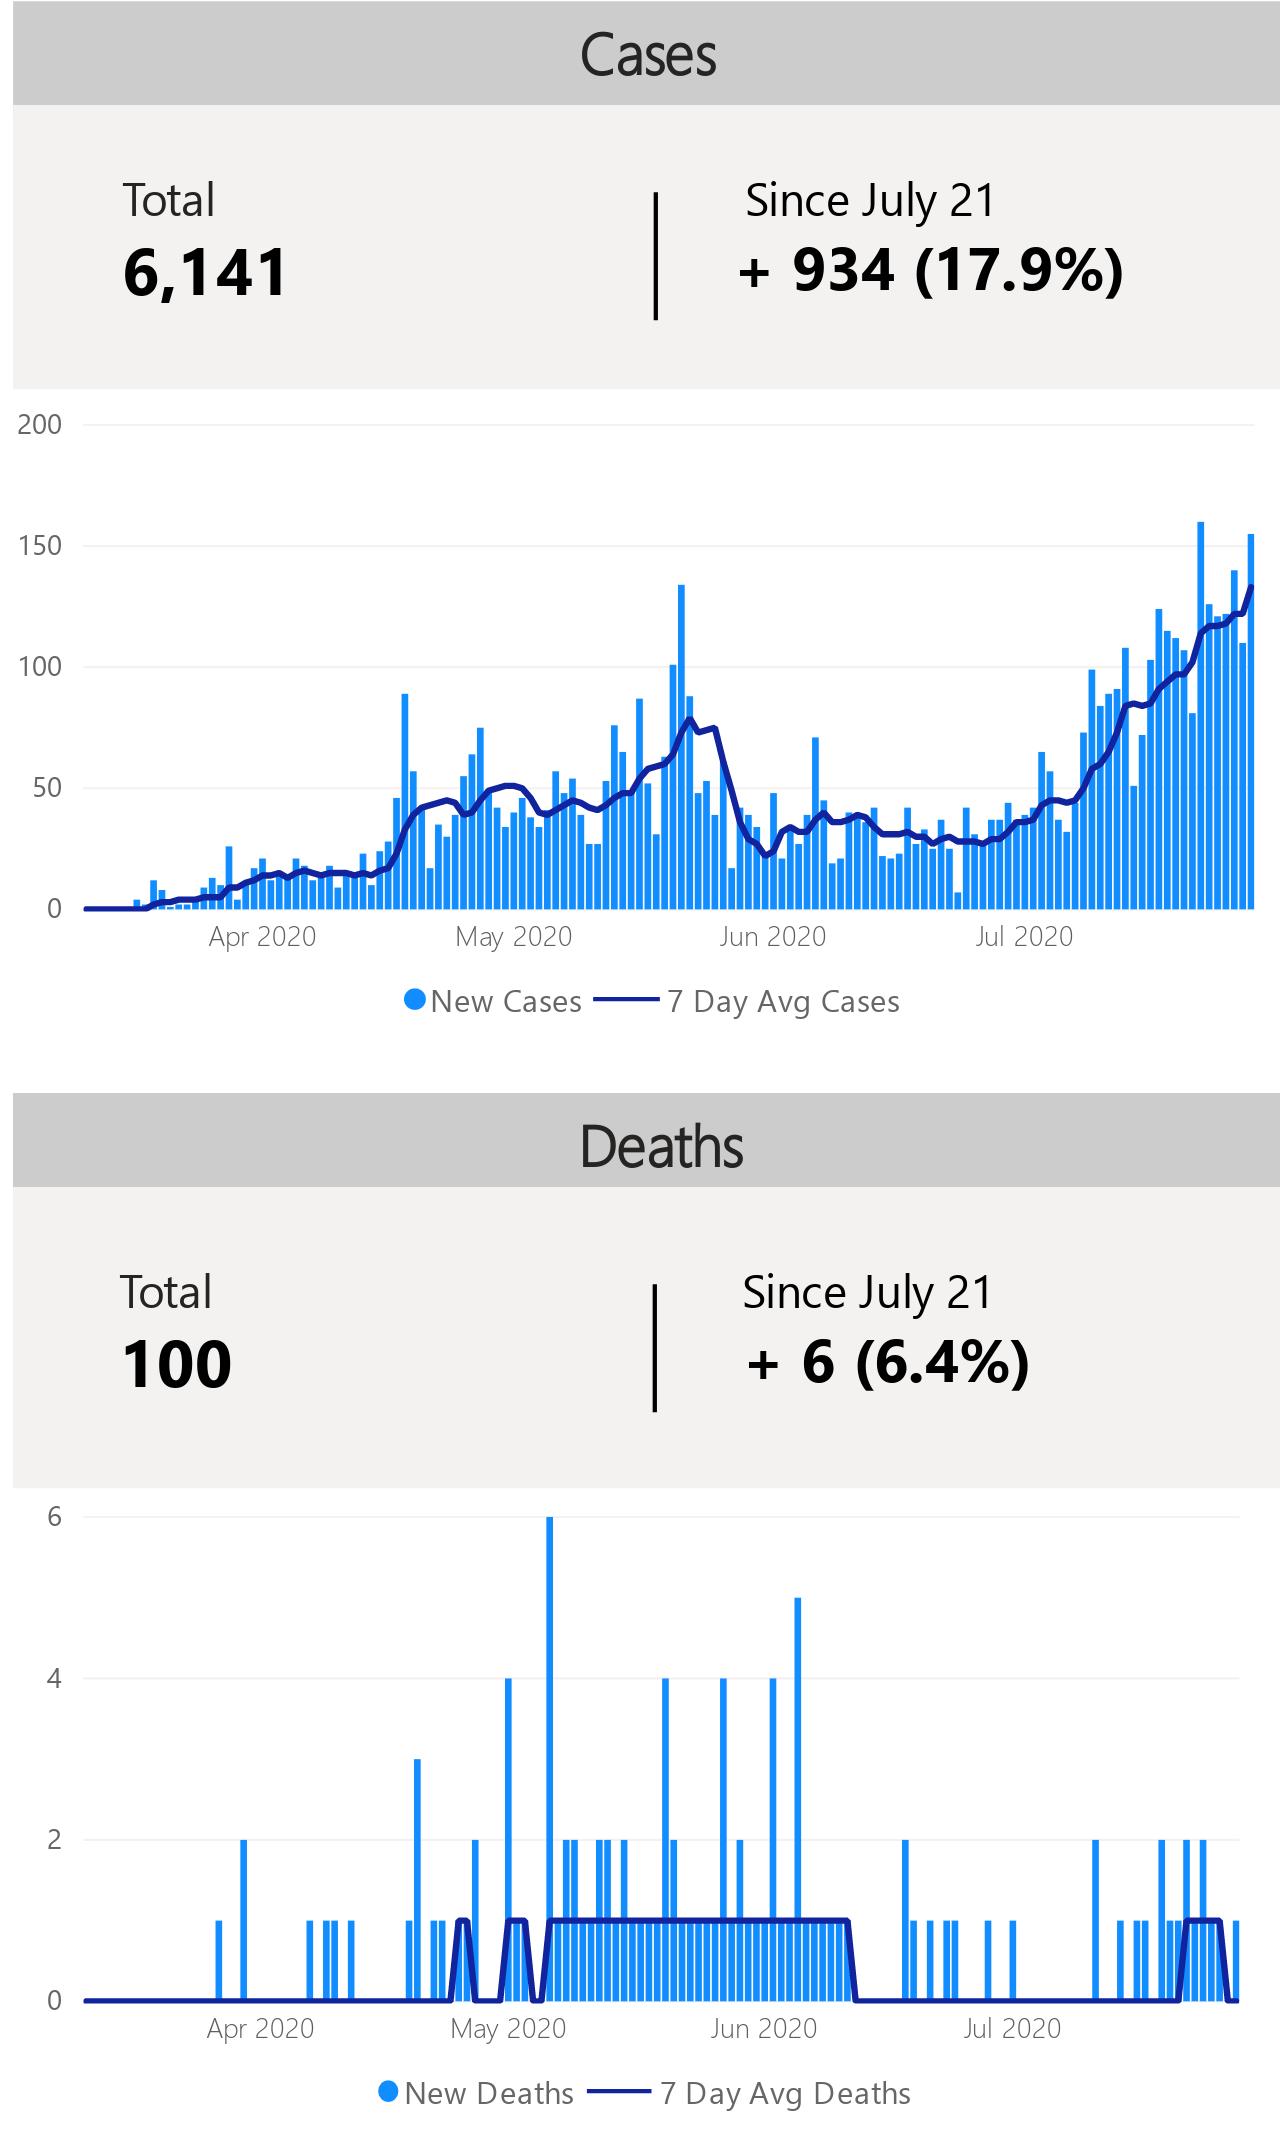 Cases
Total
Since July 21
6,141
+ 934 (17.9%)
200
150
100
50
0
Apr 2020
May 2020
Jun 2020
Jul 2020
New Cases
7 Day Avg Cases
Deaths
Total
Since July 21
100
+ 6 (6.4%)
6
4
2
0
Apr 2020
May 2020
Jun 2020
Jul 2020
New Deaths
7 Day Avg Deaths